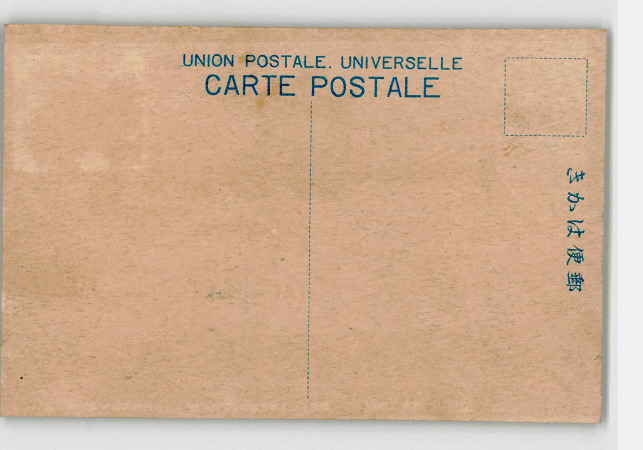 UNION POSTALE. UNIVERSELLE
CARTE POSTALE
郵便はかき